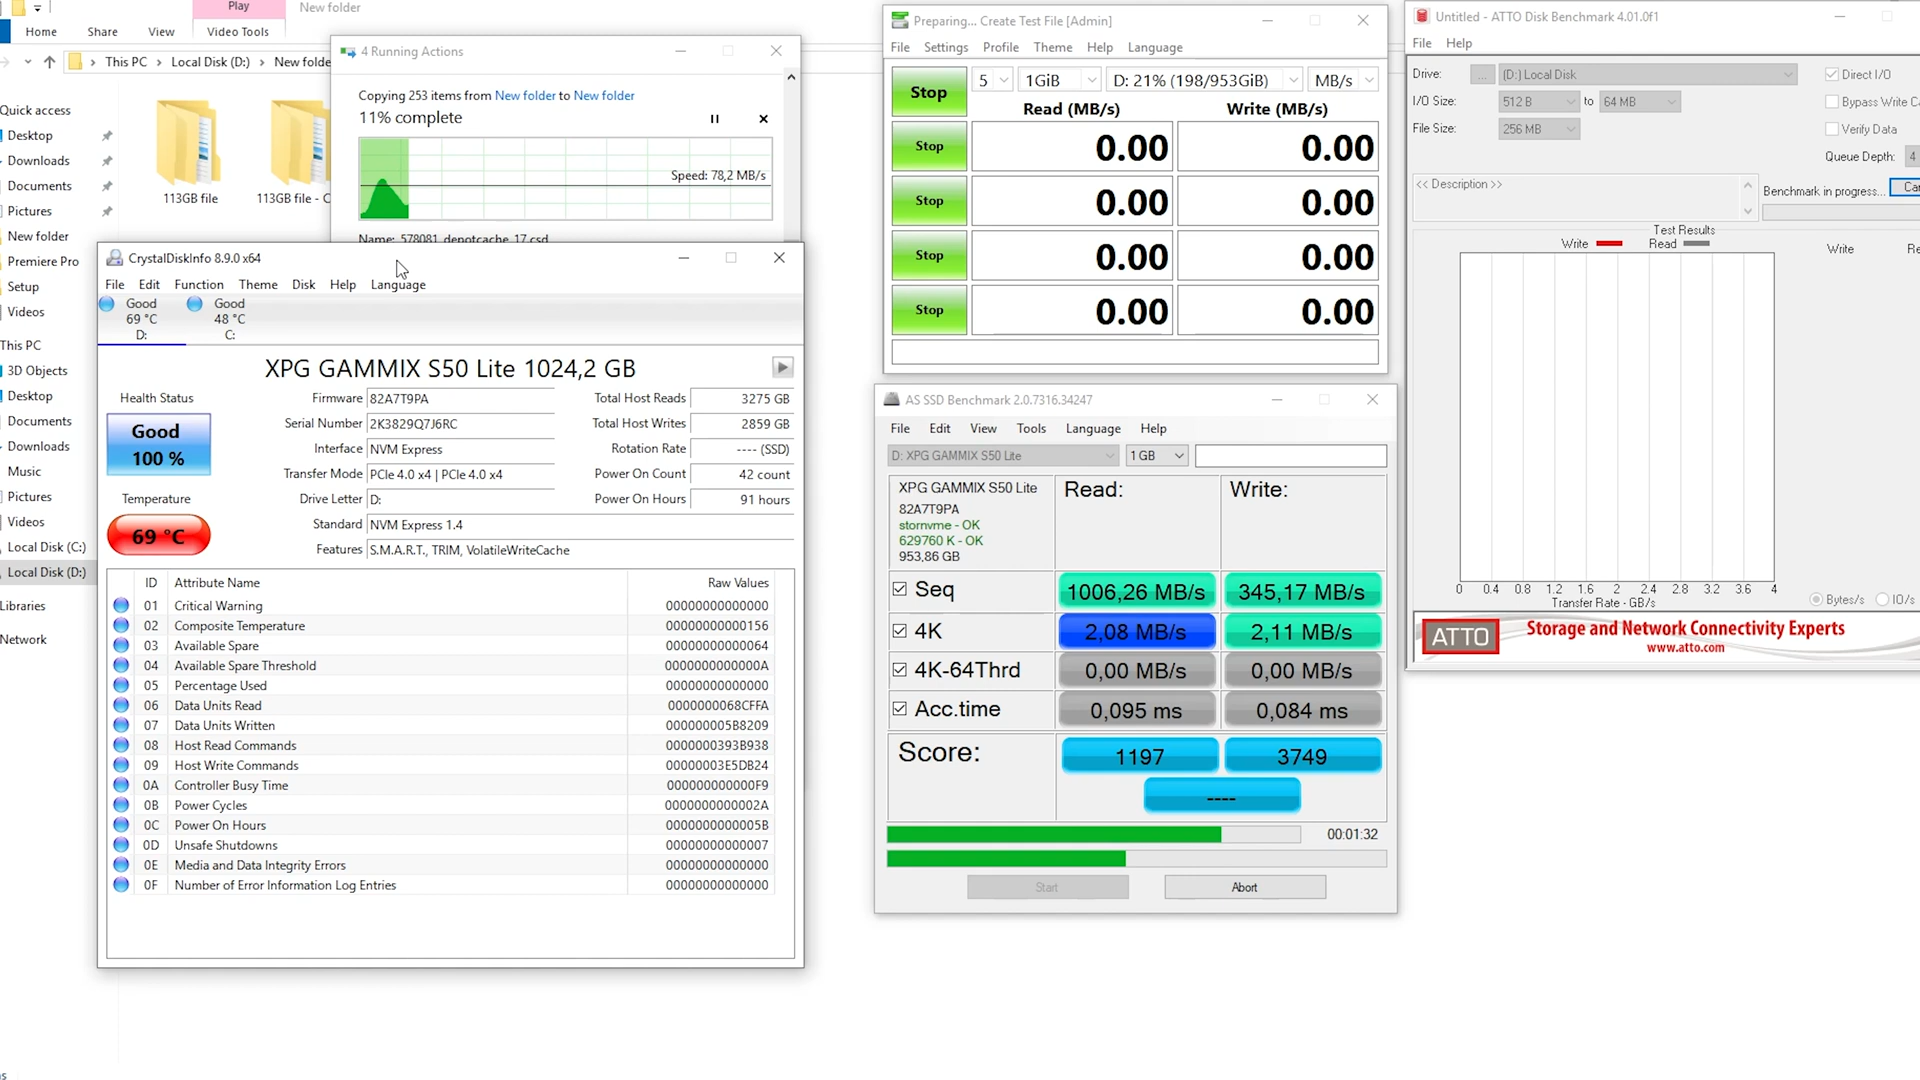 Play
New folder
Home
Share
View
Video Tools
This PC
Local Disk (D:)
New folde
Quick access
Desktop
Downloads
Documents
Pictures
New folder
Premiere Pro
Setup
Videos
This PC
3D Objects
Desktop
Documents
Downloads
Music
Pictures
Videos
Local Disk (C:)
Local Disk (D:)
Libraries
Network
113GB file
113GB file - C
4 Running Actions
Copying 253 items from New folder to New folder
11% complete
Speed: 78,2 MB/s
Name: 578081_depotcache_17.csd
CrystalDiskInfo 8.9.0 x64
File Edit Function Theme Disk Help Language
Good Good
69 °C 48 °C
D: C:
XPG GAMMIX S50 Lite 1024,2 GB
Health Status
Good
100 %
Temperature
69 °C
Firmware 82A7T9PA
Serial Number 2K3829Q7J6RC
Interface NVM Express
Transfer Mode PCIe 4.0 x4 | PCIe 4.0 x4
Drive Letter D:
Standard NVM Express 1.4
Features S.M.A.R.T., TRIM, VolatileWriteCache
Total Host Reads 3275 GB
Total Host Writes 2859 GB
Rotation Rate ---- (SSD)
Power On Count 42 count
Power On Hours 91 hours
ID Attribute Name Raw Values
01 Critical Warning 00000000000000
02 Composite Temperature 00000000000156
03 Available Spare 00000000000064
04 Available Spare Threshold 0000000000000A
05 Percentage Used 00000000000000
06 Data Units Read 0000000068CFFA
07 Data Units Written 000000005B8209
08 Host Read Commands 0000000393B938
09 Host Write Commands 00000003E5DB24
0A Controller Busy Time 000000000000F9
0B Power Cycles 0000000000002A
0C Power On Hours 0000000000005B
0D Unsafe Shutdowns 00000000000007
0E Media and Data Integrity Errors 00000000000000
0F Number of Error Information Log Entries 00000000000000
Preparing... Create Test File [Admin]
File Settings Profile Theme Help Language
Stop 5 1GiB D: 21% (198/953GiB) MB/s
Read (MB/s) Write (MB/s)
Stop 0.00 0.00
Stop 0.00 0.00
Stop 0.00 0.00
Stop 0.00 0.00
AS SSD Benchmark 2.0.7316.34247
File Edit View Tools Language Help
D: XPG GAMMIX S50 Lite 1 GB
XPG GAMMIX S50 Lite
82A7T9PA
stornvme - OK
629760 K - OK
953,86 GB
Read: Write:
Seq 1006,26 MB/s 345,17 MB/s
4K 2,08 MB/s 2,11 MB/s
4K-64Thrd 0,00 MB/s 0,00 MB/s
Acc.time 0,095 ms 0,084 ms
Score: 1197 3749
----
00:01:32
Start Abort
Untitled - ATTO Disk Benchmark 4.01.0f1
File Help
Drive: ... (D:) Local Disk Direct I/O
I/O Size: 512 B to 64 MB Bypass Write Ca
File Size: 256 MB Verify Data
Queue Depth: 4
<< Description >>
Benchmark in progress... Can
Test Results
Write Read
Write Re
0 0.4 0.8 1.2 1.6 2 2.4 2.8 3.2 3.6 4
Transfer Rate - GB/s
Bytes/s IO/s
ATTO
Storage and Network Connectivity Experts
www.atto.com